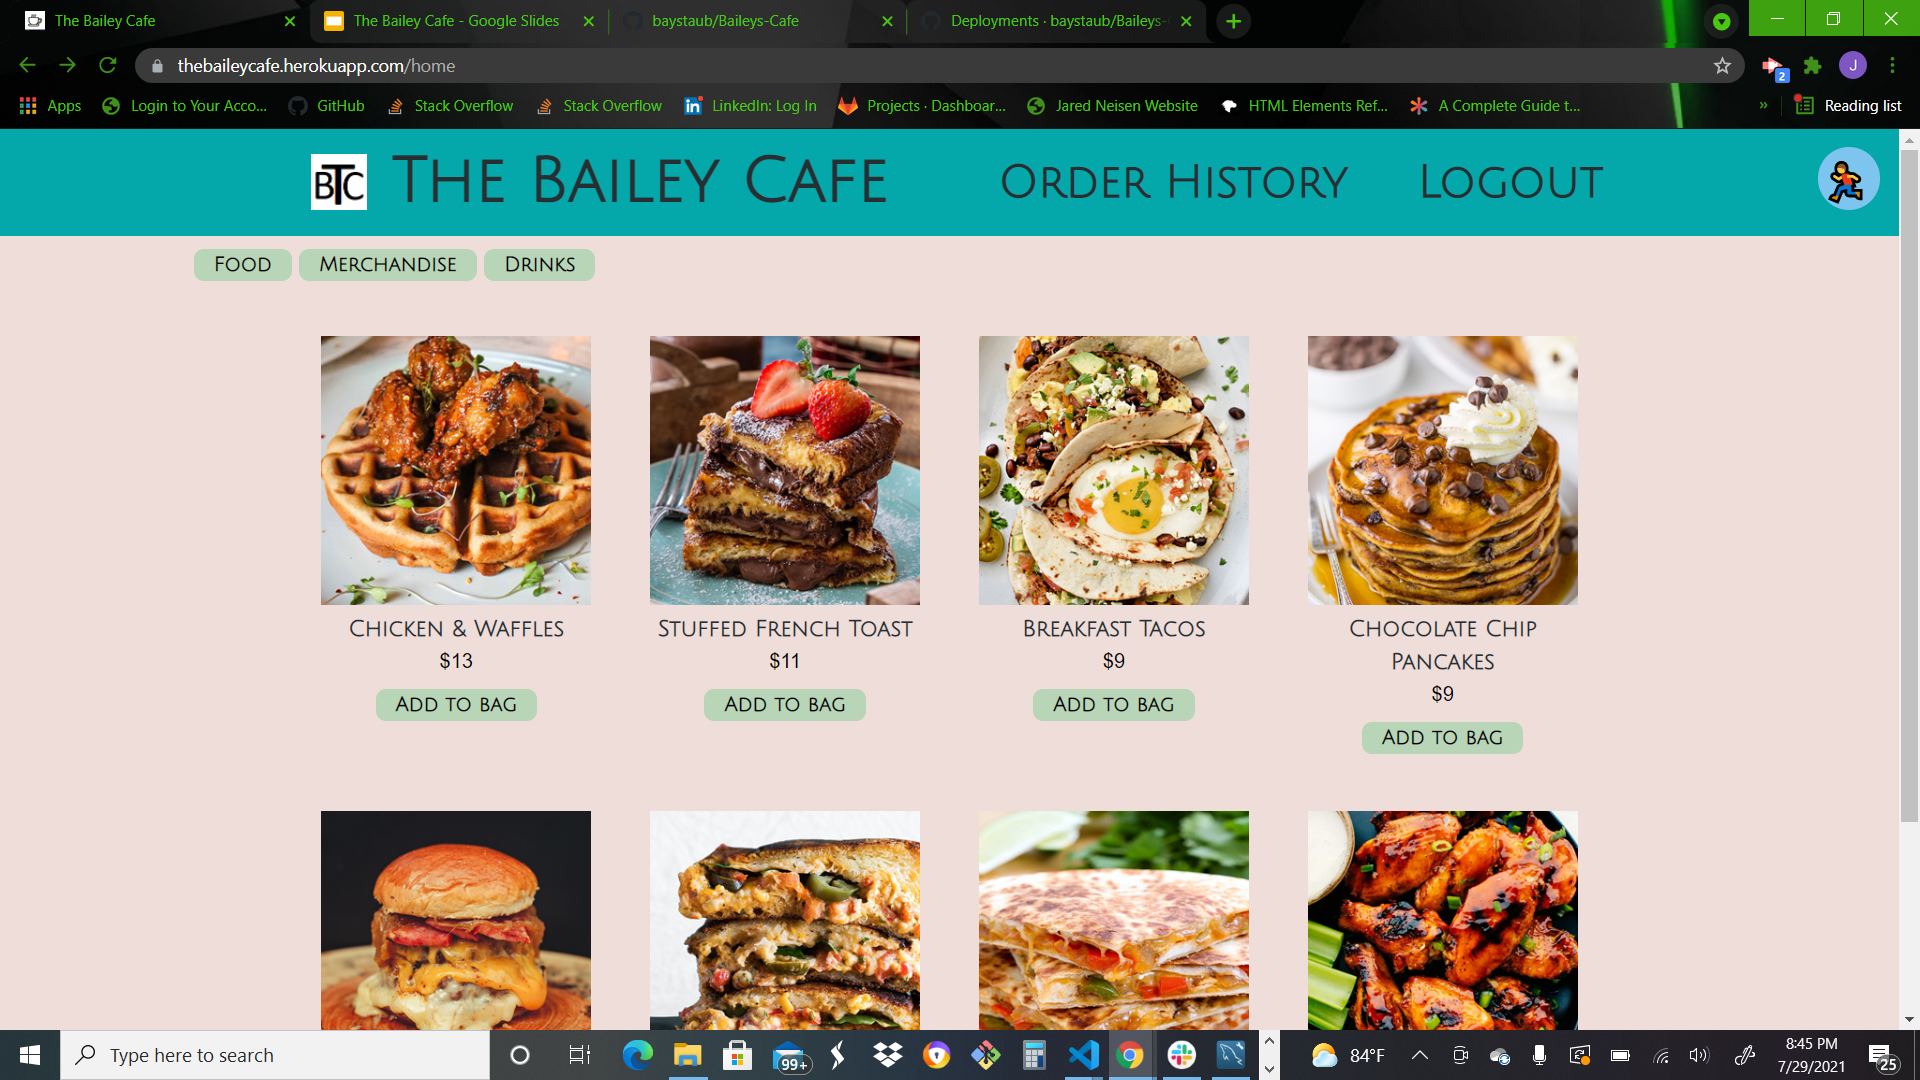 The Bailey Cafe
The Bailey Cafe - Google Slides
baystaub/Baileys-Cafe
Deployments · baystaub/Baileys-
thebaileycafe.herokuapp.com/home
J
2
Apps
Login to Your Acco...
GitHub
Stack Overflow
Stack Overflow
LinkedIn: Log In
Projects · Dashboar...
Jared Neisen Website
HTML Elements Ref...
A Complete Guide t...
»
Reading list
BTC
The Bailey Cafe
Order History
Logout
Food
Merchandise
Drinks
Chicken & Waffles
$13
Add to bag
Stuffed French Toast
$11
Add to bag
Breakfast Tacos
$9
Add to bag
Chocolate Chip
Pancakes
$9
Add to bag
Type here to search
99+
84°F
8:45 PM
7/29/2021
25